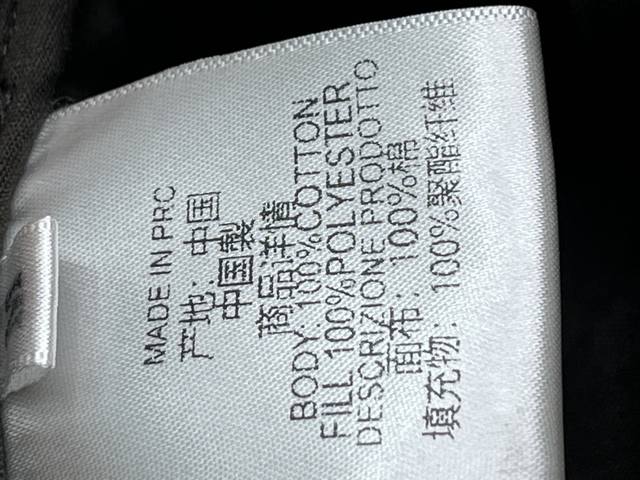 MADE IN PRC
产地: 中国
中国製
商品详情
BODY: 100%COTTON
FILL 100%POLYESTER
DESCRIZIONE PRODOTTO
面布: 100%棉
填充物: 100%聚酯纤维